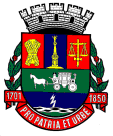 1701 1850
PRO PATRIA ET URBE